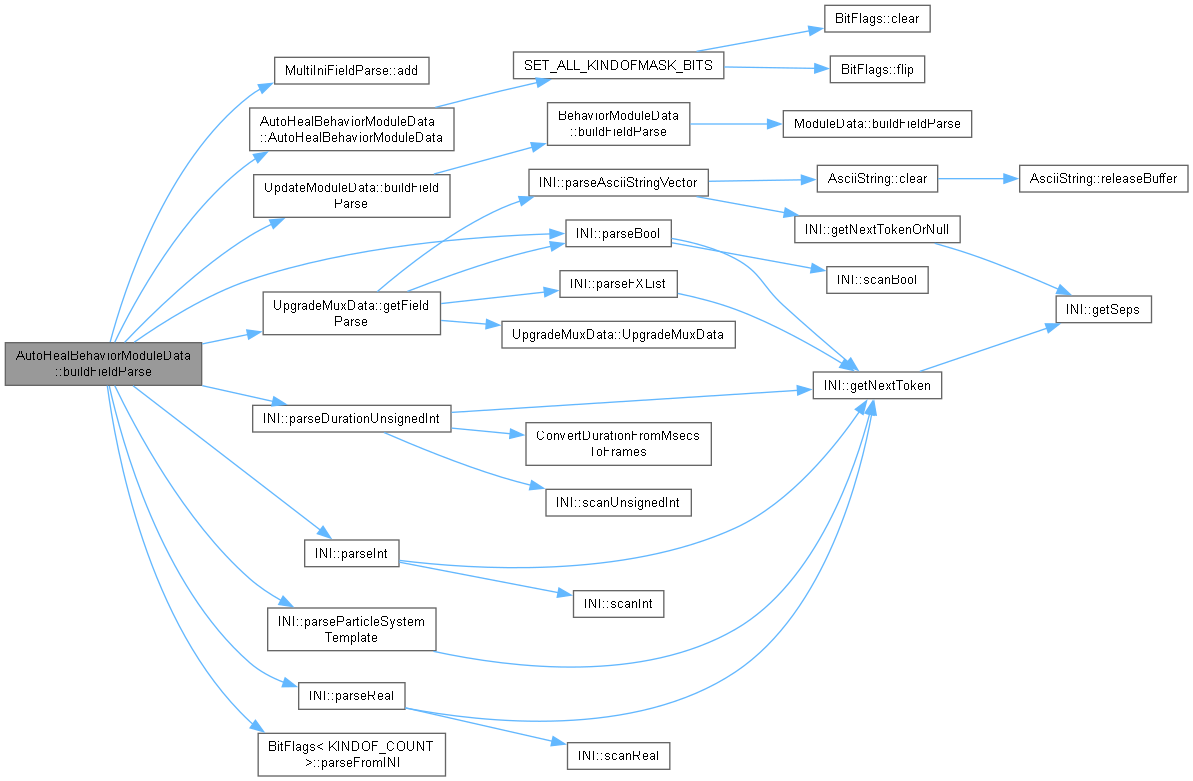 BitFlags::clear
SET_ALL_KINDOFMASK_BITS
MultiIniFieldParse::add
BitFlags::flip
AutoHealBehaviorModuleData
::AutoHealBehaviorModuleData
BehaviorModuleData
::buildFieldParse
ModuleData::buildFieldParse
UpdateModuleData::buildField
Parse
INI::parseAsciiStringVector
AsciiString::clear
AsciiString::releaseBuffer
INI::getNextTokenOrNull
INI::parseBool
INI::scanBool
INI::parseFXList
UpgradeMuxData::getField
Parse
INI::getSeps
UpgradeMuxData::UpgradeMuxData
AutoHealBehaviorModuleData
::buildFieldParse
INI::getNextToken
INI::parseDurationUnsignedInt
ConvertDurationFromMsecs
ToFrames
INI::scanUnsignedInt
INI::parseInt
INI::scanInt
INI::parseParticleSystem
Template
INI::parseReal
INI::scanReal
BitFlags< KINDOF_COUNT
>::parseFromINI